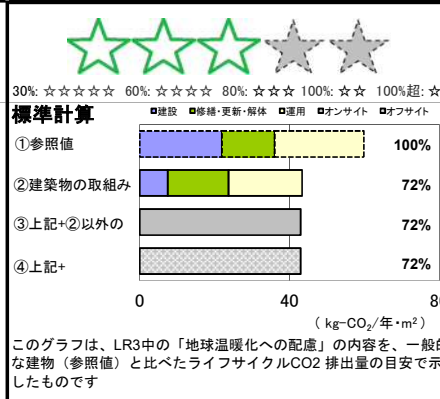 30%: ☆☆☆☆☆ 60%: ☆☆☆☆ 80%: ☆☆☆ 100%: ☆☆ 100%超: ☆
標準計算
■建設 ■修繕・更新・解体 □運用 ■オンサイト ■オフサイト
①参照値 100%
②建築物の取組み 72%
③上記+②以外の 72%
④上記+ 72%
0 40 80
( kg-CO₂/年・m² )
このグラフは、LR3中の「地球温暖化への配慮」の内容を、一般的
な建物（参照値）と比べたライフサイクルCO2 排出量の目安で示
したものです